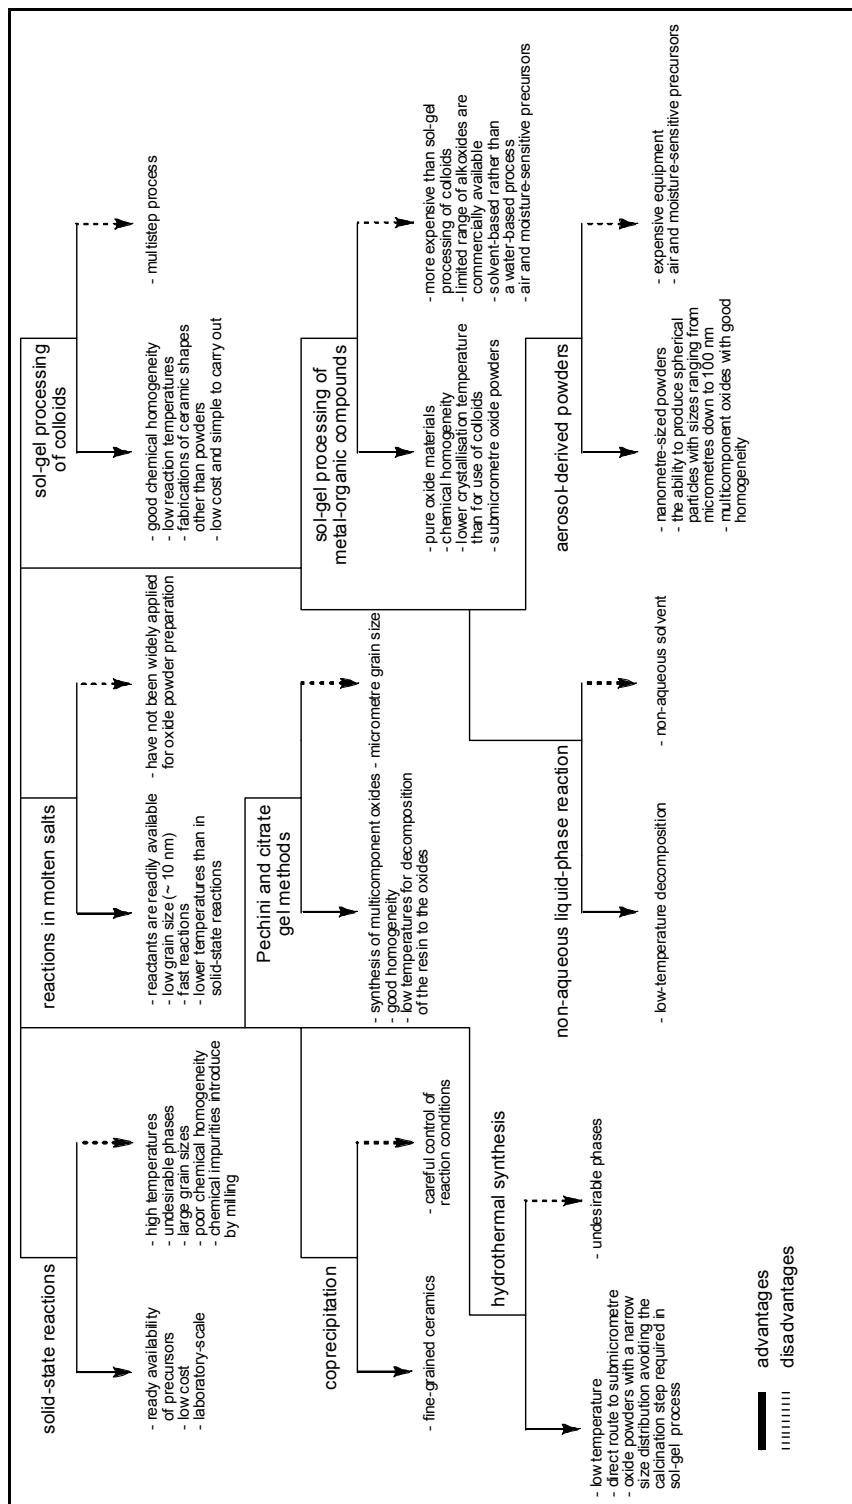 solid-state reactions
- ready availability
of precursors
- low cost
- laboratory-scale
- high temperatures
- undesirable phases
- large grain sizes
- poor chemical homogeneity
- chemical impurities introduce
by milling
reactions in molten salts
- reactants are readily available
- low grain size (~ 10 nm)
- fast reactions
- lower temperatures than in
solid-state reactions
- have not been widely applied
for oxide powder preparation
sol-gel processing
of colloids
- good chemical homogeneity
- low reaction temperatures
- fabrications of ceramic shapes
other than powders
- low cost and simple to carry out
- multistep process
Pechini and citrate
gel methods
- synthesis of multicomponent oxides
- good homogeneity
- low temperatures for decomposition
of the resin to the oxides
- micrometre grain size
coprecipitation
- fine-grained ceramics
- careful control of
reaction conditions
sol-gel processing of
metal-organic compounds
- pure oxide materials
- chemical homogeneity
- lower crystallisation temperature
than for use of colloids
- submicrometre oxide powders
- more expensive than sol-gel
processing of colloids
- limited range of alkoxides are
commercially available
- solvent-based rather than
a water-based process
- air and moisture-sensitive precursors
hydrothermal synthesis
- low temperature
- direct route to submicrometre
- oxide powders with a narrow
size distribution avoiding the
calcination step required in
sol-gel process
- undesirable phases
non-aqueous liquid-phase reaction
- low-temperature decomposition
- non-aqueous solvent
aerosol-derived powders
- nanometre-sized powders
- the ability to produce spherical
particles with sizes ranging from
micrometres down to 100 nm
- multicomponent oxides with good
homogeneity
- expensive equipment
- air and moisture-sensitive precursors
advantages
disadvantages